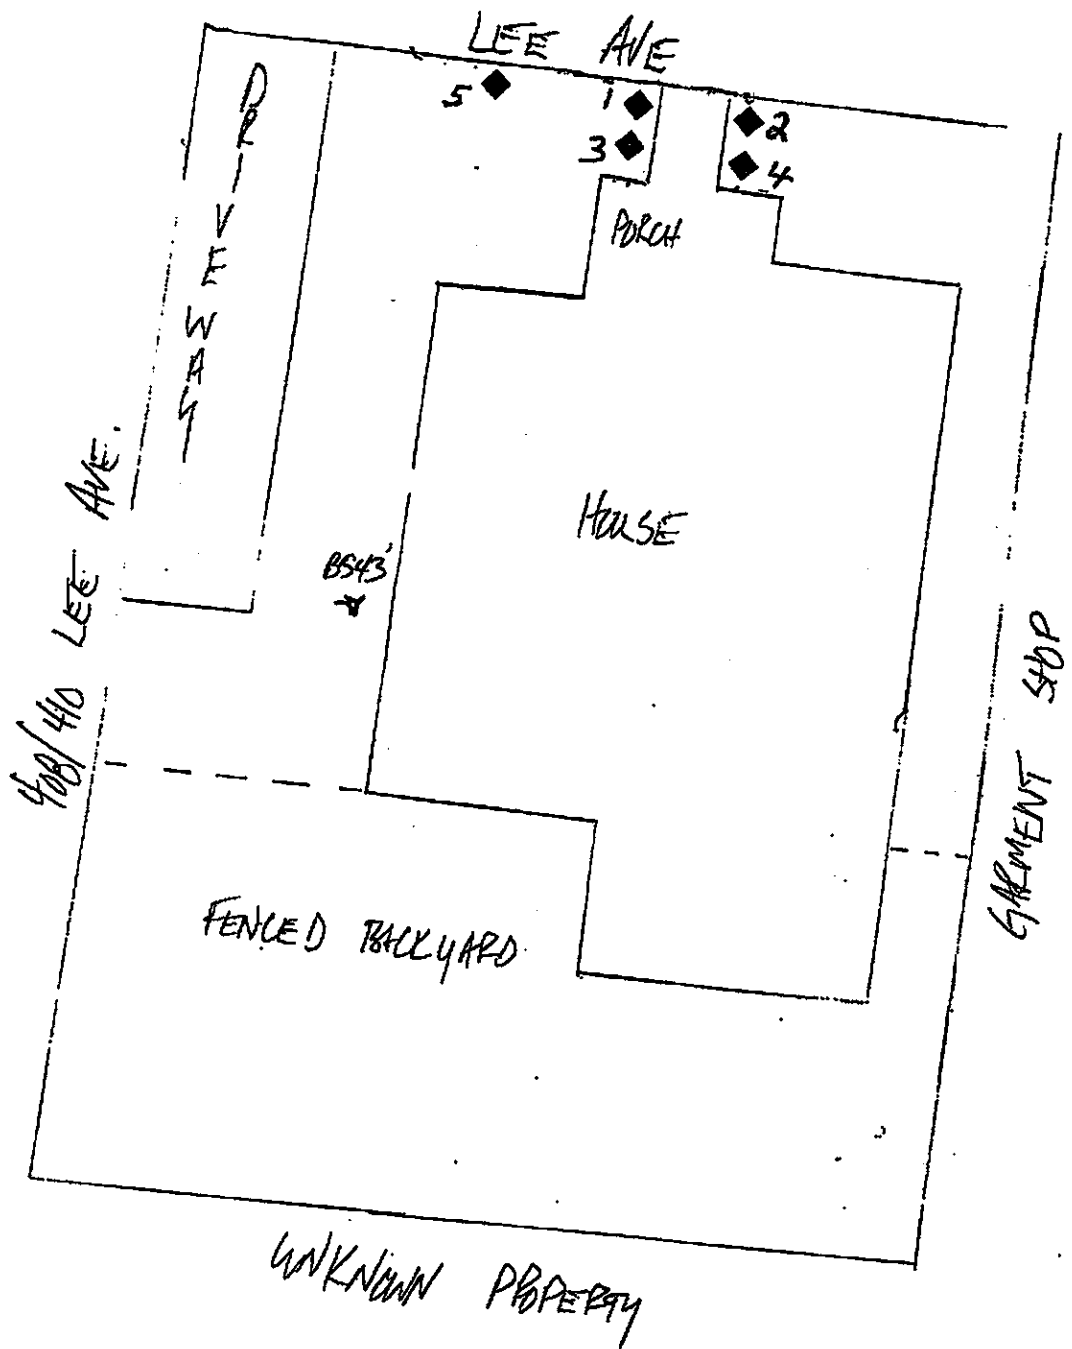 LEE AVE
5
1
2
3
4
DRIVEWAY
PORCH
HOUSE
BS43'
408/410 LEE AVE.
GARMENT SHOP
FENCED BACKYARD
UNKNOWN PROPERTY